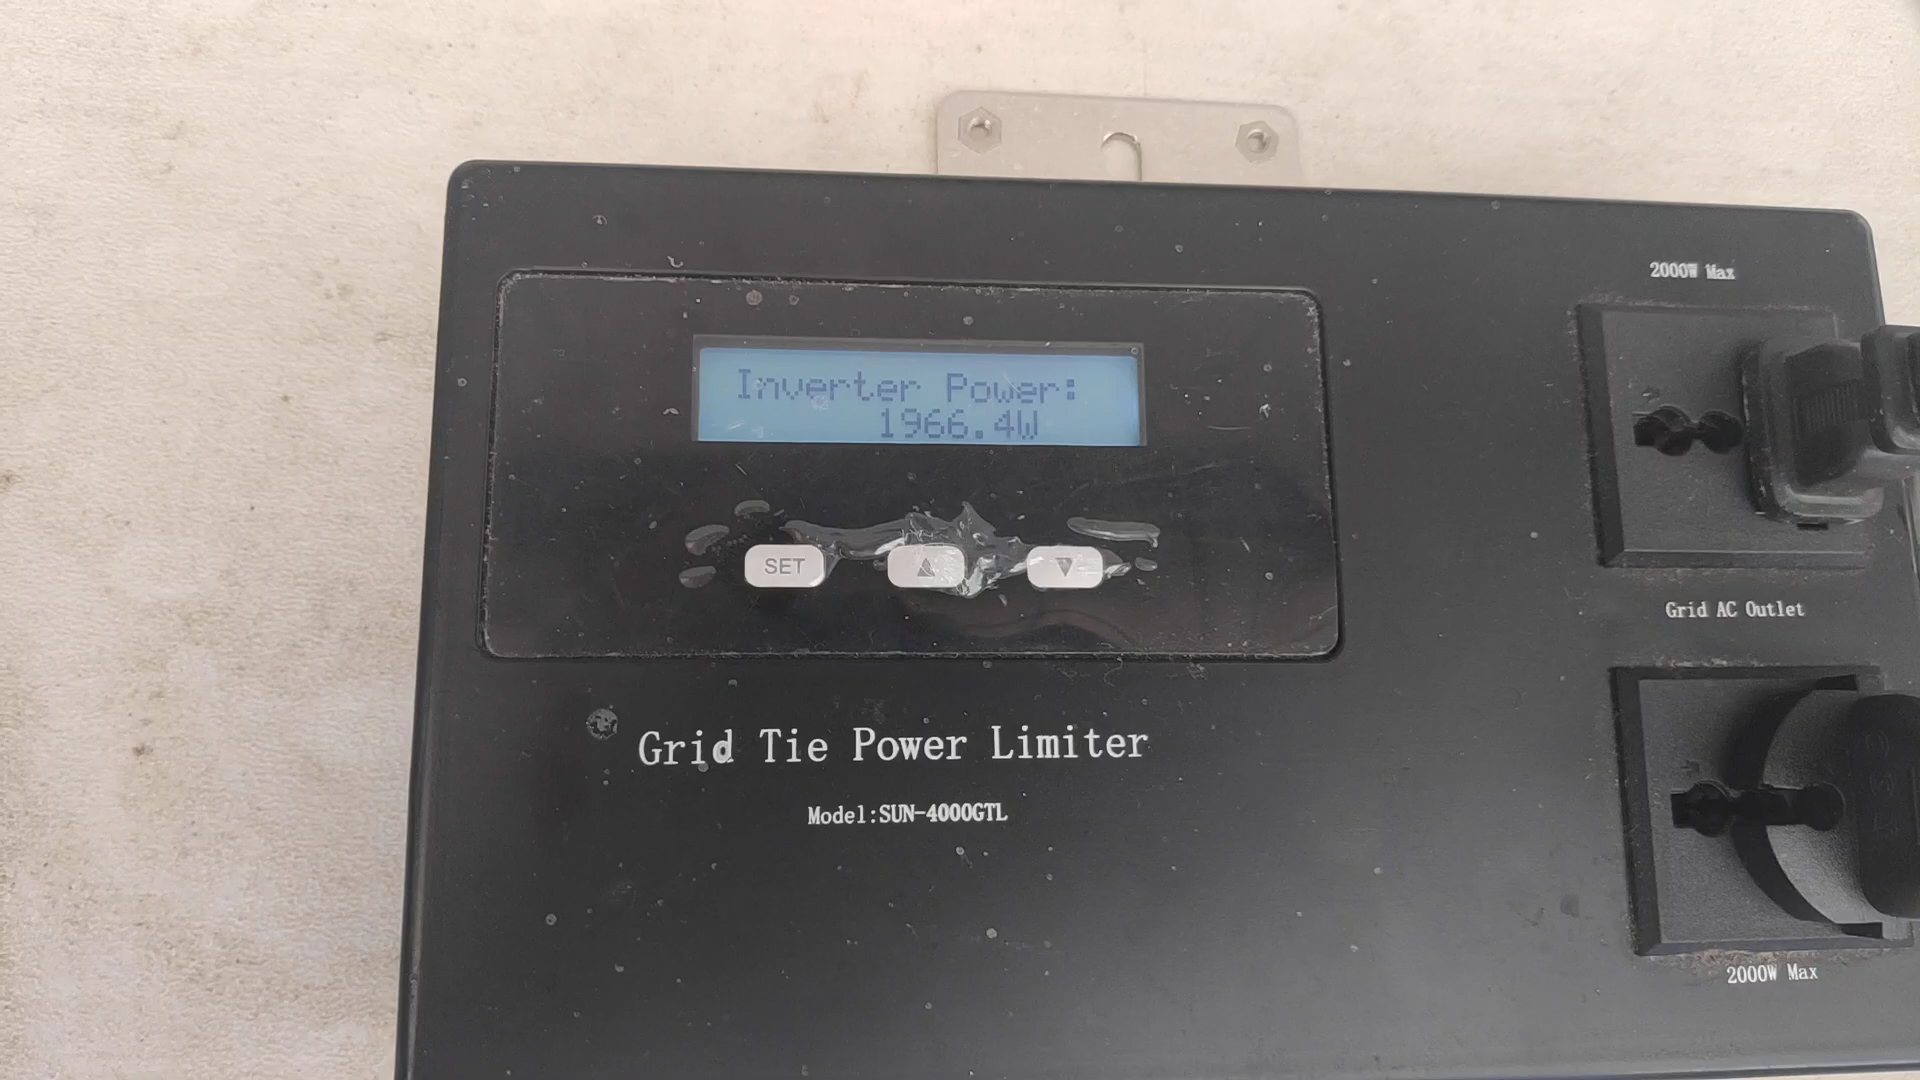 2000W Max
Inverter Power:
1966.4W
SET
Grid AC Outlet
Grid Tie Power Limiter
Model:SUN-4000GTL
2000W Max